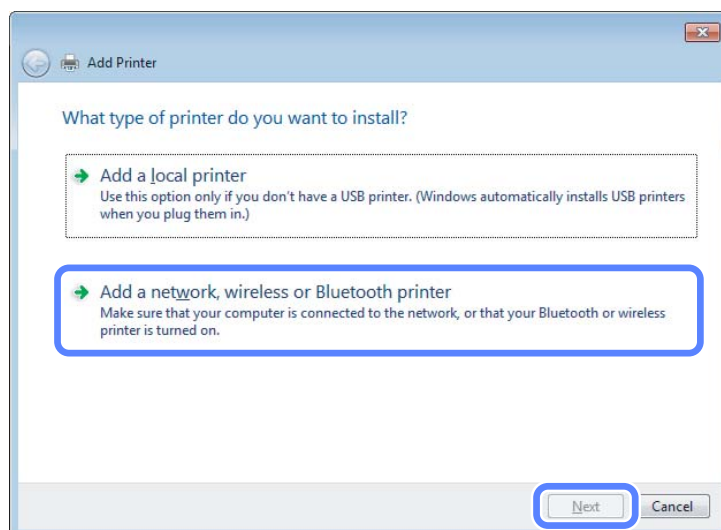 Add Printer
What type of printer do you want to install?
Add a local printer
Use this option only if you don't have a USB printer. (Windows automatically installs USB printers
when you plug them in.)
Add a network, wireless or Bluetooth printer
Make sure that your computer is connected to the network, or that your Bluetooth or wireless
printer is turned on.
Next
Cancel